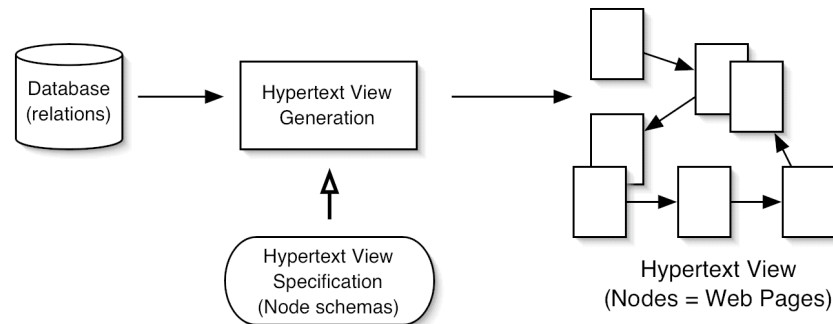 Database
(relations)
Hypertext View
Generation
Hypertext View
Specification
(Node schemas)
Hypertext View
(Nodes = Web Pages)